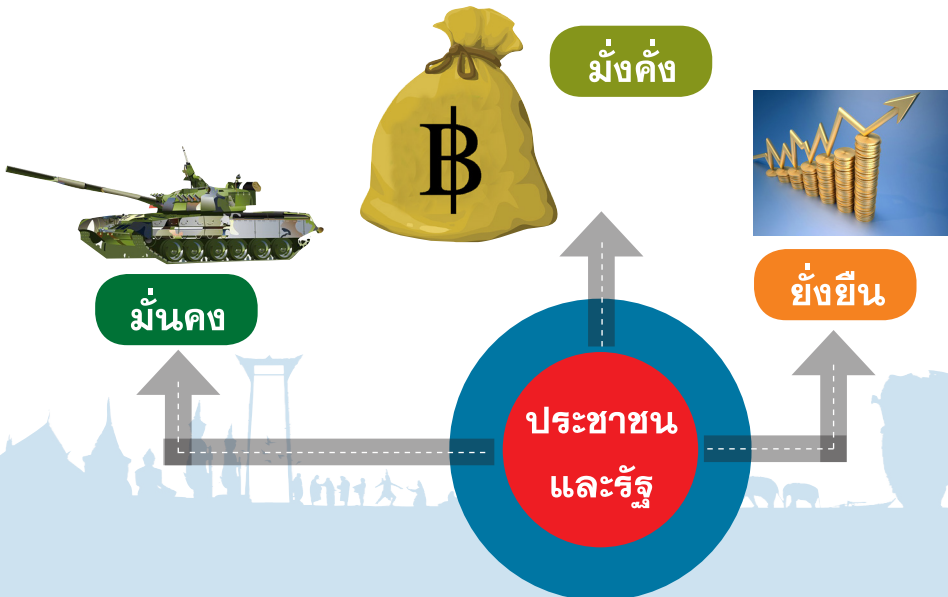 มั่งคั่ง
฿
มั่นคง
ยั่งยืน
ประชาชน
และรัฐ